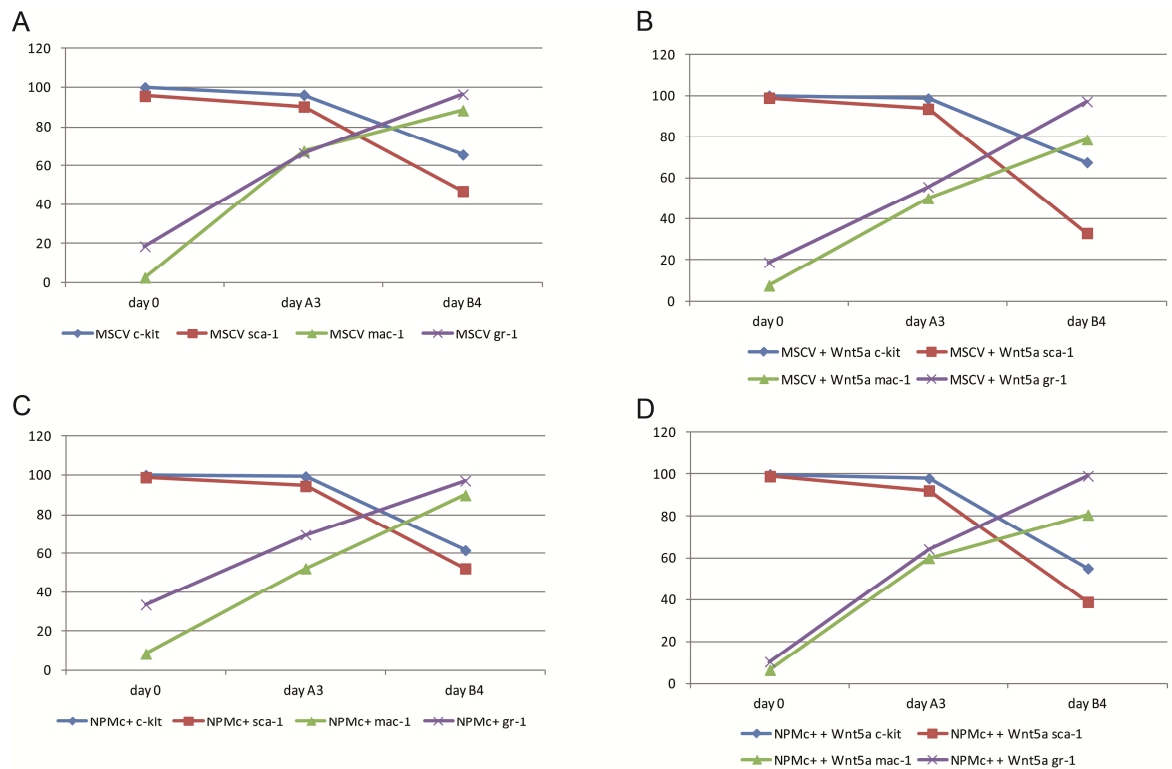 A
120
100
80
60
40
20
0
day 0 day A3 day B4
MSCV c-kit MSCV sca-1 MSCV mac-1 MSCV gr-1
B
120
100
80
60
40
20
0
day 0 day A3 day B4
MSCV + Wnt5a c-kit MSCV + Wnt5a sca-1
MSCV + Wnt5a mac-1 MSCV + Wnt5a gr-1
C
120
100
80
60
40
20
0
day 0 day A3 day B4
NPMc+ c-kit NPMc+ sca-1 NPMc+ mac-1 NPMc+ gr-1
D
120
100
80
60
40
20
0
day 0 day A3 day B4
NPMc+ + Wnt5a c-kit NPMc+ + Wnt5a sca-1
NPMc+ + Wnt5a mac-1 NPMc+ + Wnt5a gr-1